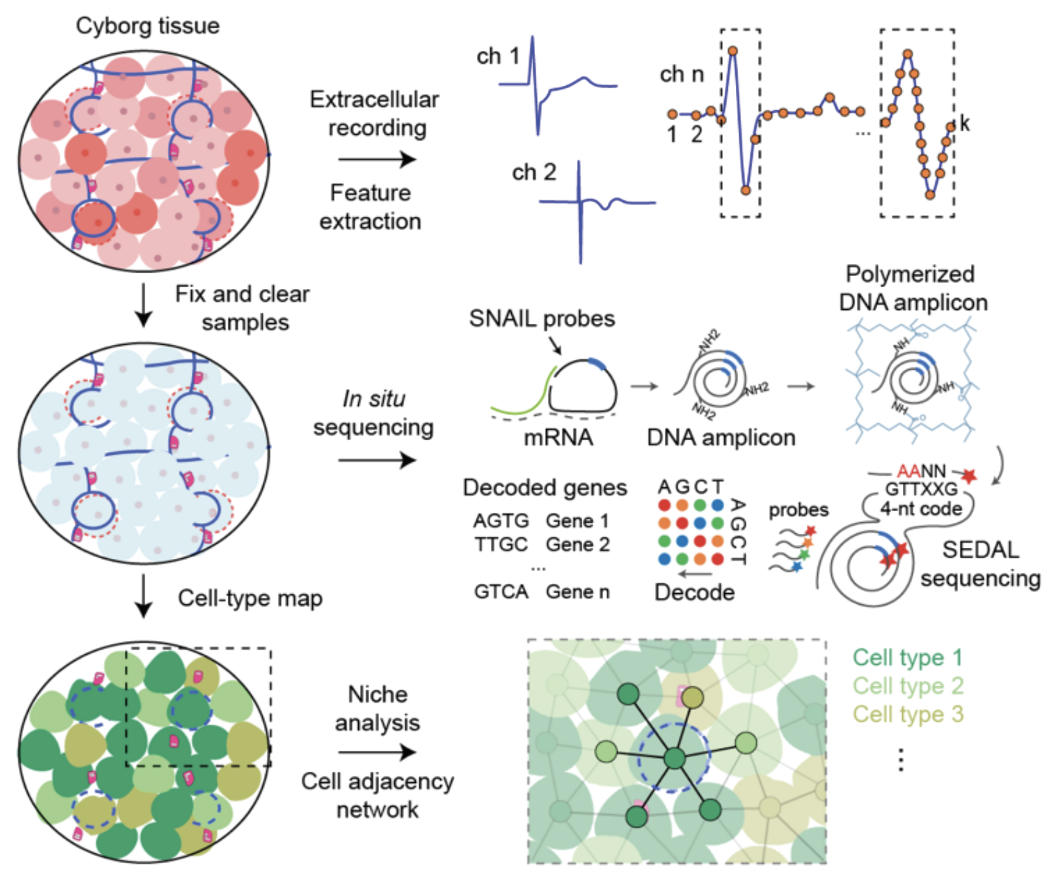 Cyborg tissue
Extracellular
recording
Feature
extraction
ch 1
ch 2
ch n
1 2
...
k
Fix and clear
samples
In situ
sequencing
SNAIL probes
mRNA
NH2
NH2
NH2
DNA amplicon
Polymerized
DNA amplicon
NH
NH
NH
O
O
O
Decoded genes
AGTG Gene 1
TTGC Gene 2
...
GTCA Gene n
A G C T
A
G
C
T
Decode
probes
AANN
GTTXXG
4-nt code
SEDAL
sequencing
Cell-type map
Niche
analysis
Cell adjacency
network
Cell type 1
Cell type 2
Cell type 3